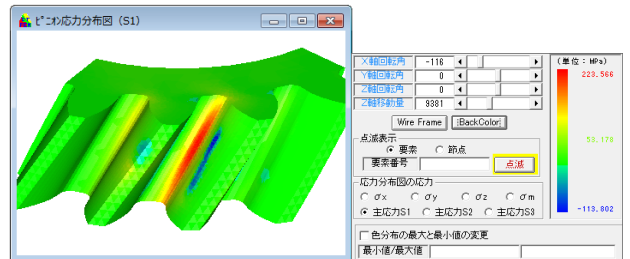 ピニオン応力分布図 (S1)
X軸回転角 -116
Y軸回転角 0
Z軸回転角 0
Z軸移動量 9381
Wire Frame BackColor
点滅表示
要素 節点
要素番号 点滅
応力分布図の応力
σx σy σz σm
主応力S1 主応力S2 主応力S3
色分布の最大と最小値の変更
最小値/最大値
(単位: MPa)
223.566
53.170
-113.802